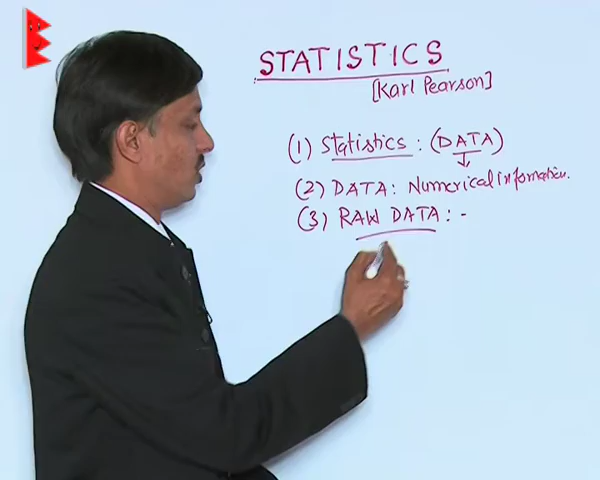 STATISTICS
[Karl Pearson]
(1) Statistics : (DATA)
(2) DATA: Numerical information.
(3) RAW DATA : -